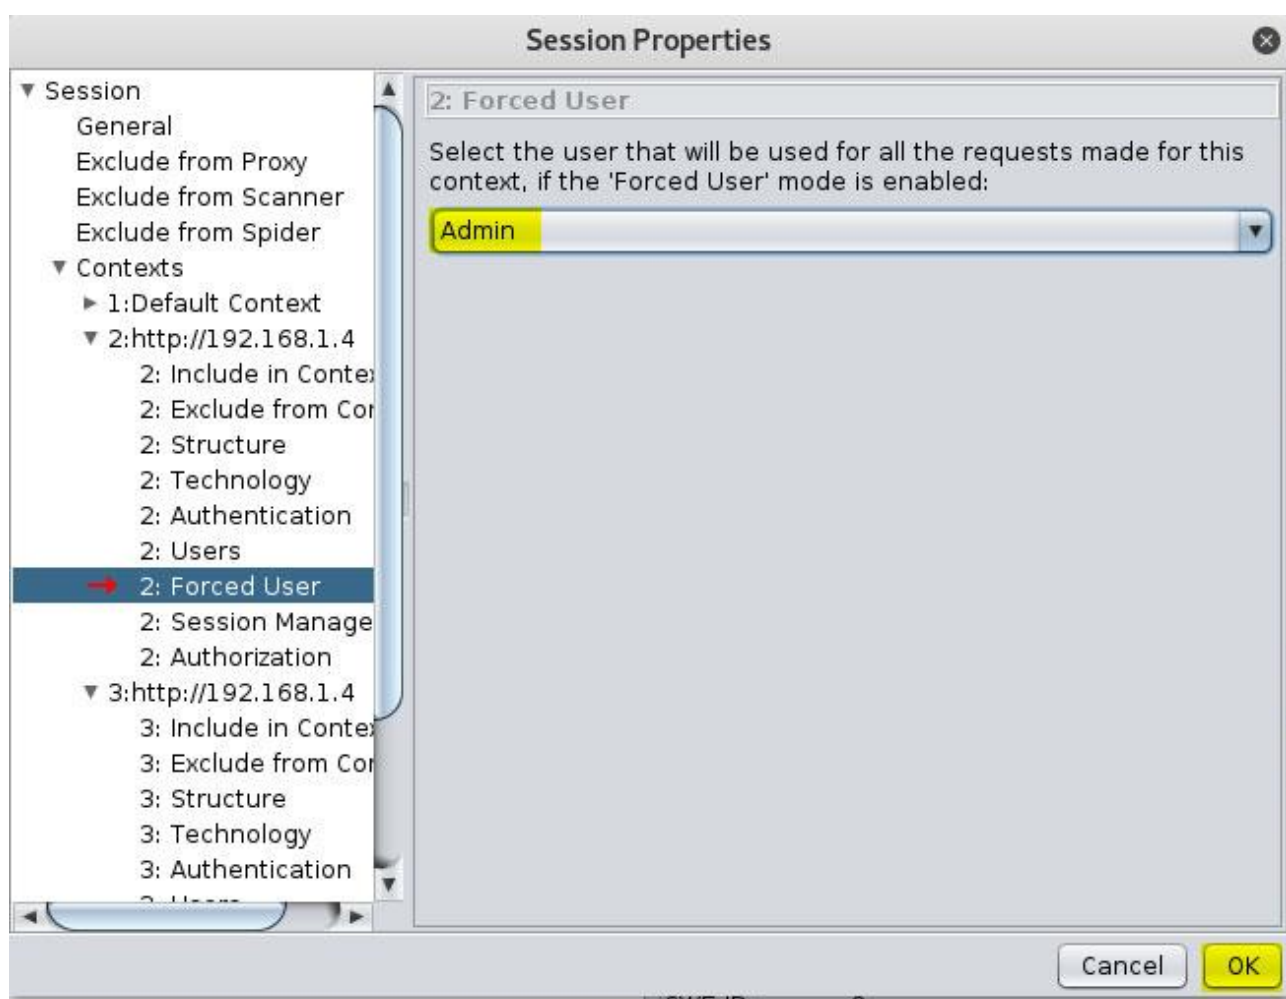 Session Properties
Session
General
Exclude from Proxy
Exclude from Scanner
Exclude from Spider
Contexts
1:Default Context
2:http://192.168.1.4
2: Include in Contex
2: Exclude from Con
2: Structure
2: Technology
2: Authentication
2: Users
2: Forced User
2: Session Manage
2: Authorization
3:http://192.168.1.4
3: Include in Contex
3: Exclude from Con
3: Structure
3: Technology
3: Authentication
2: Forced User
Select the user that will be used for all the requests made for this
context, if the 'Forced User' mode is enabled:
Admin
Cancel
OK